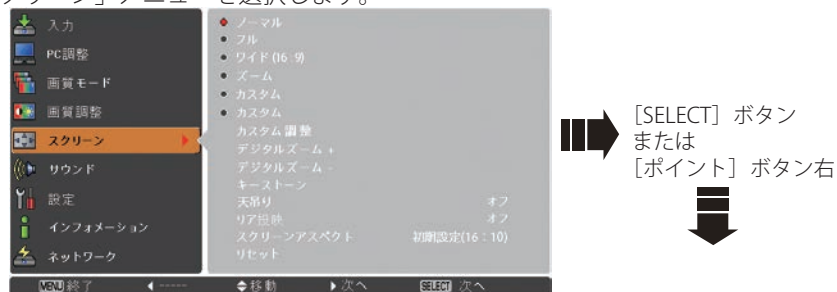 クリーン」メニューを選択します。
入力
PC調整
画質モード
画質調整
スクリーン
サウンド
設定
インフォメーション
ネットワーク
ノーマル
フル
ワイド(16:9)
ズーム
カスタム
カスタム
カスタム調整
デジタルズーム +
デジタルズーム -
キーストーン
天吊り オフ
リア投映 オフ
スクリーンアスペクト 初期設定(16:10)
リセット
MENU 終了 ----- 移動 次へ SELECT 次へ
[SELECT]ボタン
または
[ポイント]ボタン右